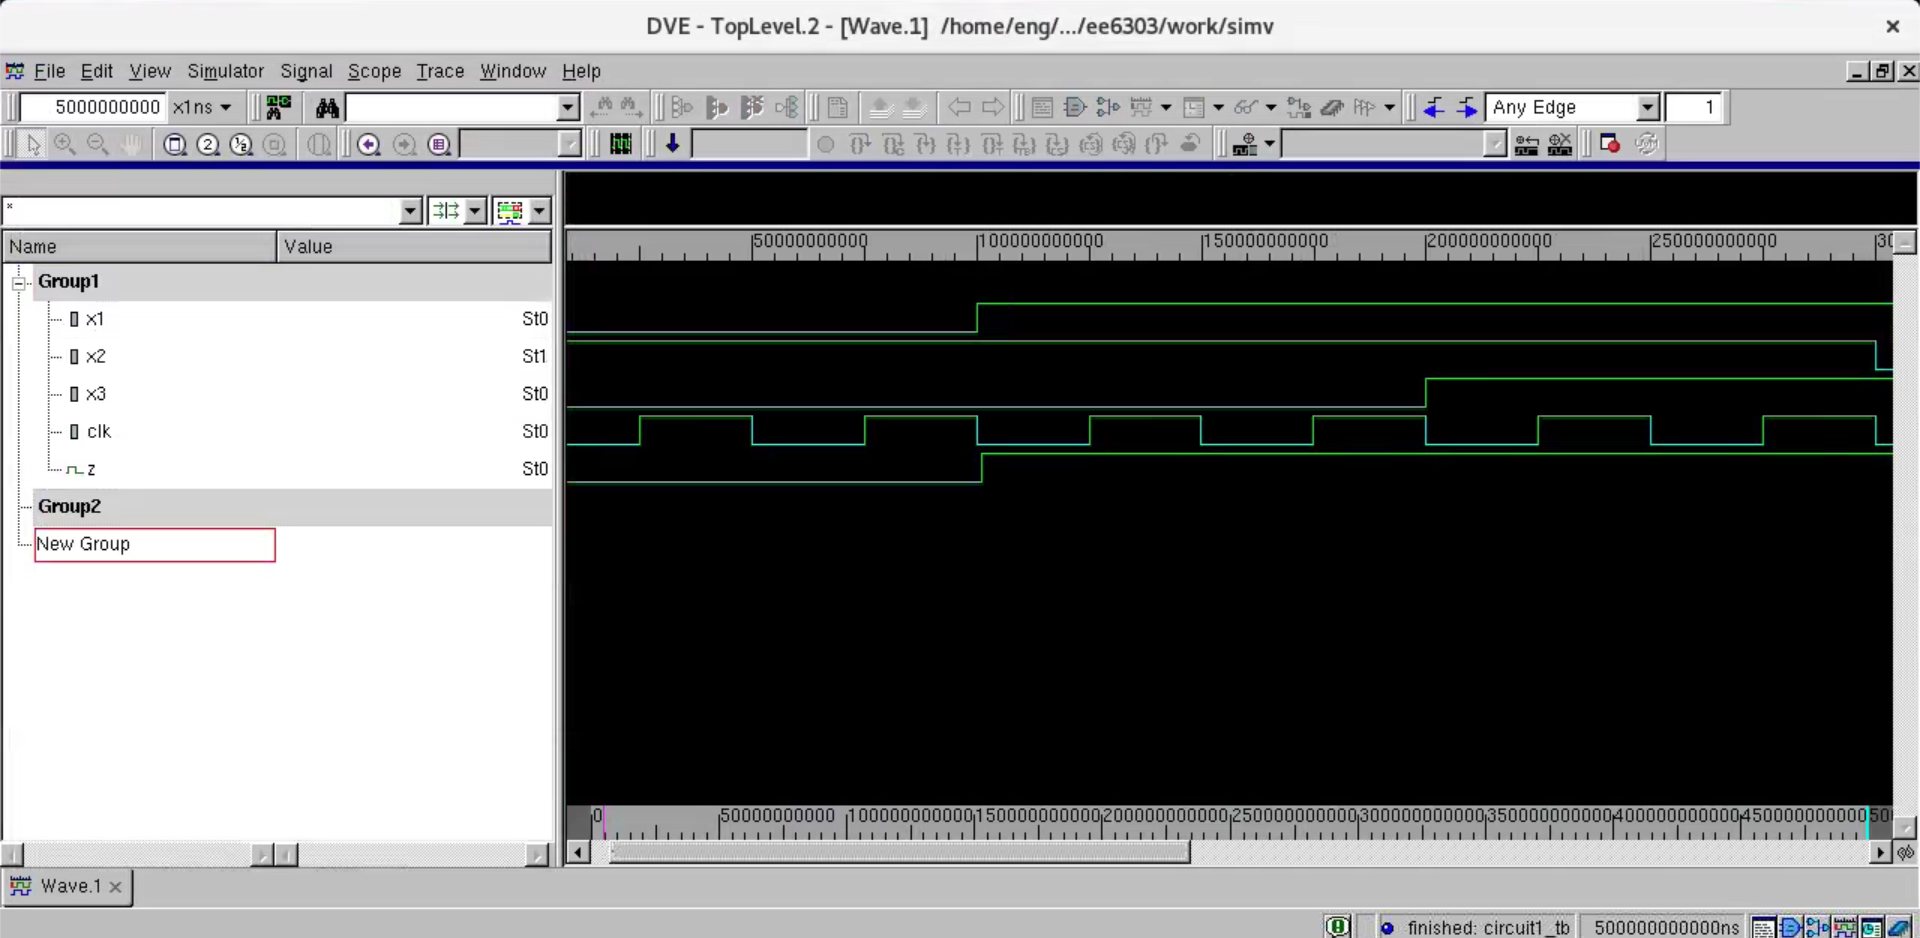 DVE - TopLevel.2 - [Wave.1] /home/eng/.../ee6303/work/simv
File Edit View Simulator Signal Scope Trace Window Help
5000000000 x1ns Any Edge 1
*
Name Value
50000000000 100000000000 150000000000 200000000000 250000000000 30
Group1
x1 St0
x2 St1
x3 St0
clk St0
z St0
Group2
New Group
0 50000000000 100000000000 150000000000 200000000000 250000000000 300000000000 350000000000 400000000000 450000000000 50
Wave.1
finished: circuit1_tb 500000000000ns